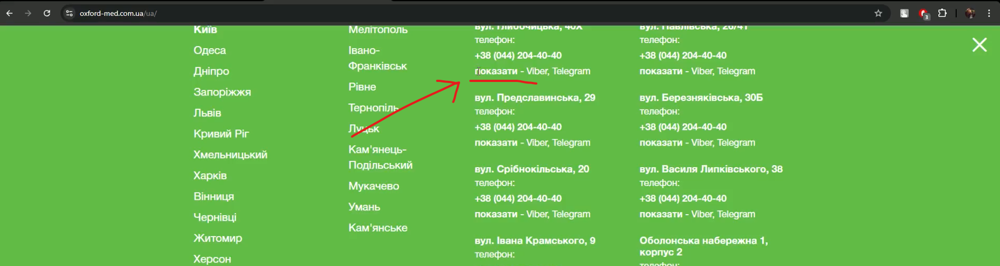 oxford-med.com.ua/ua/
3
Київ
Одеса
Дніпро
Запоріжжя
Львів
Кривий Ріг
Хмельницький
Харків
Вінниця
Чернівці
Житомир
Херсон
Мелітополь
Івано-
Франківськ
Рівне
Тернопіль
Луцьк
Кам'янець-
Подільський
Мукачево
Умань
Кам'янське
вул. Глибочицька, 40Х
телефон:
+38 (044) 204-40-40
показати - Viber, Telegram
вул. Предславинська, 29
телефон:
+38 (044) 204-40-40
показати - Viber, Telegram
вул. Срібнокільська, 20
телефон:
+38 (044) 204-40-40
показати - Viber, Telegram
вул. Івана Крамського, 9
телефон:
вул. Павлівська, 26/41
телефон:
+38 (044) 204-40-40
показати - Viber, Telegram
вул. Березняківська, 30Б
телефон:
+38 (044) 204-40-40
показати - Viber, Telegram
вул. Василя Липківського, 38
телефон:
+38 (044) 204-40-40
показати - Viber, Telegram
Оболонська набережна 1,
корпус 2
телефон: